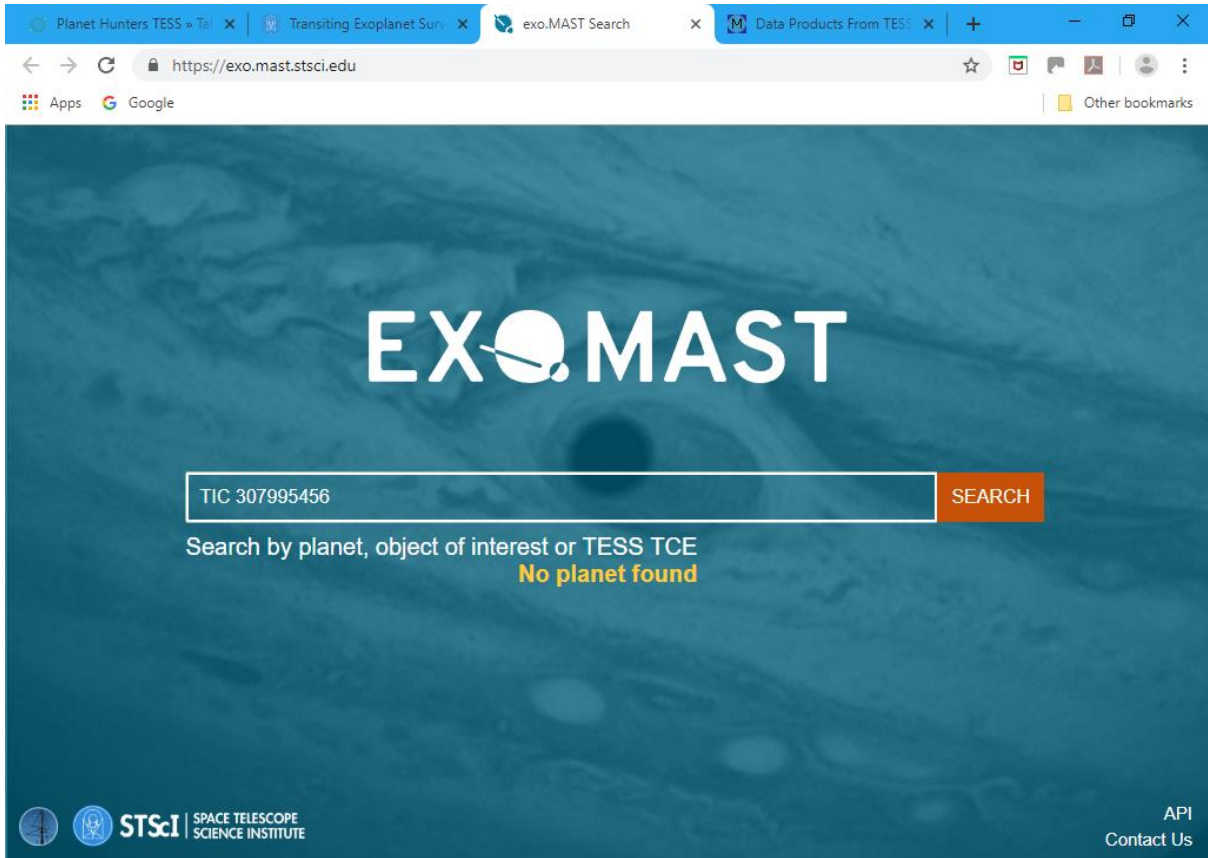 Planet Hunters TESS » Tal
Transiting Exoplanet Surv
exo.MAST Search
Data Products From TESS
https://exo.mast.stsci.edu
Apps
Google
Other bookmarks
EXO.MAST
TIC 307995456
SEARCH
Search by planet, object of interest or TESS TCE
No planet found
STScI
SPACE TELESCOPE
SCIENCE INSTITUTE
API
Contact Us